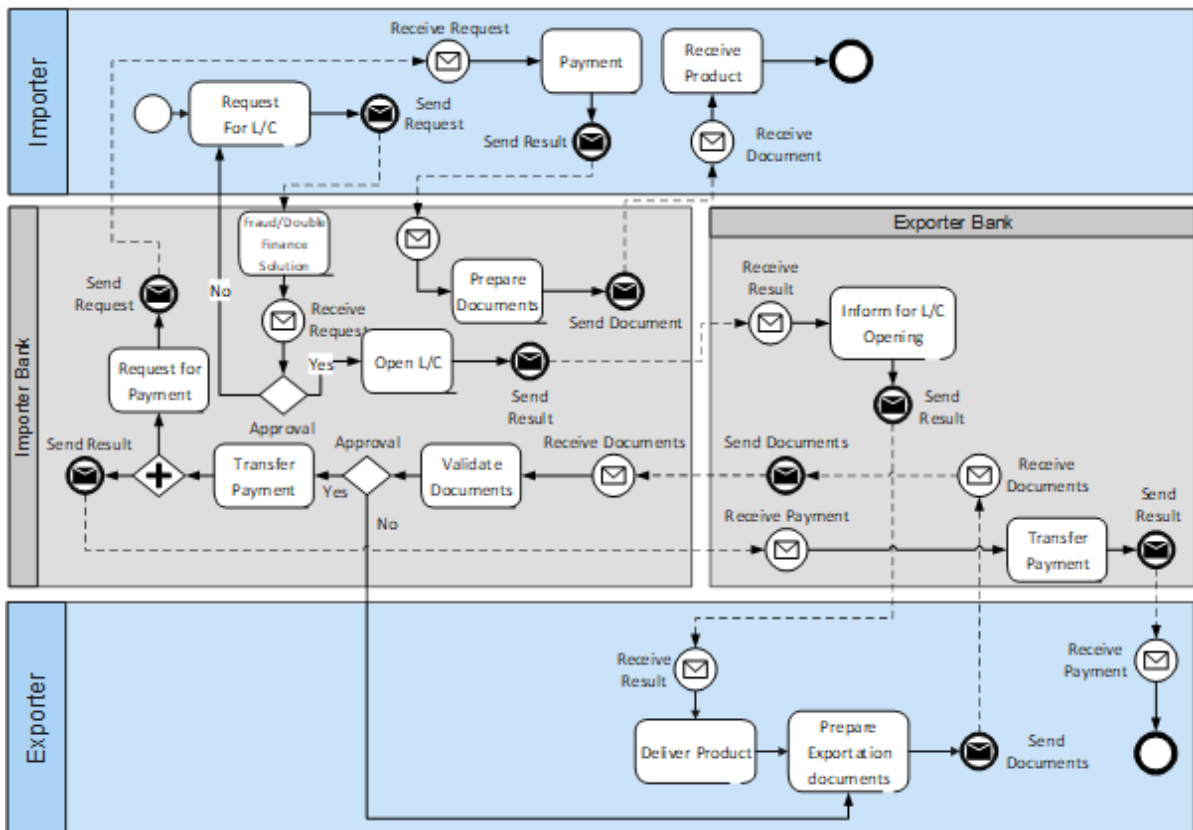 Importer
Receive Request
Payment
Receive
Product
Request
For L/C
Send
Request
Send Result
Receive
Document
Importer Bank
Fraud/Double
Finance
Solution
Send
Request
No
Receive
Request
Prepare
Documents
Send Document
Yes
Open L/C
Send
Result
Request for
Payment
Approval
Approval
Send Result
Transfer
Payment
Yes
No
Validate
Documents
Receive Documents
Exporter Bank
Receive
Result
Inform for L/C
Opening
Send
Result
Send Documents
Receive
Documents
Receive Payment
Transfer
Payment
Send
Result
Exporter
Receive
Result
Deliver Product
Prepare
Exportation
documents
Send
Documents
Receive
Payment